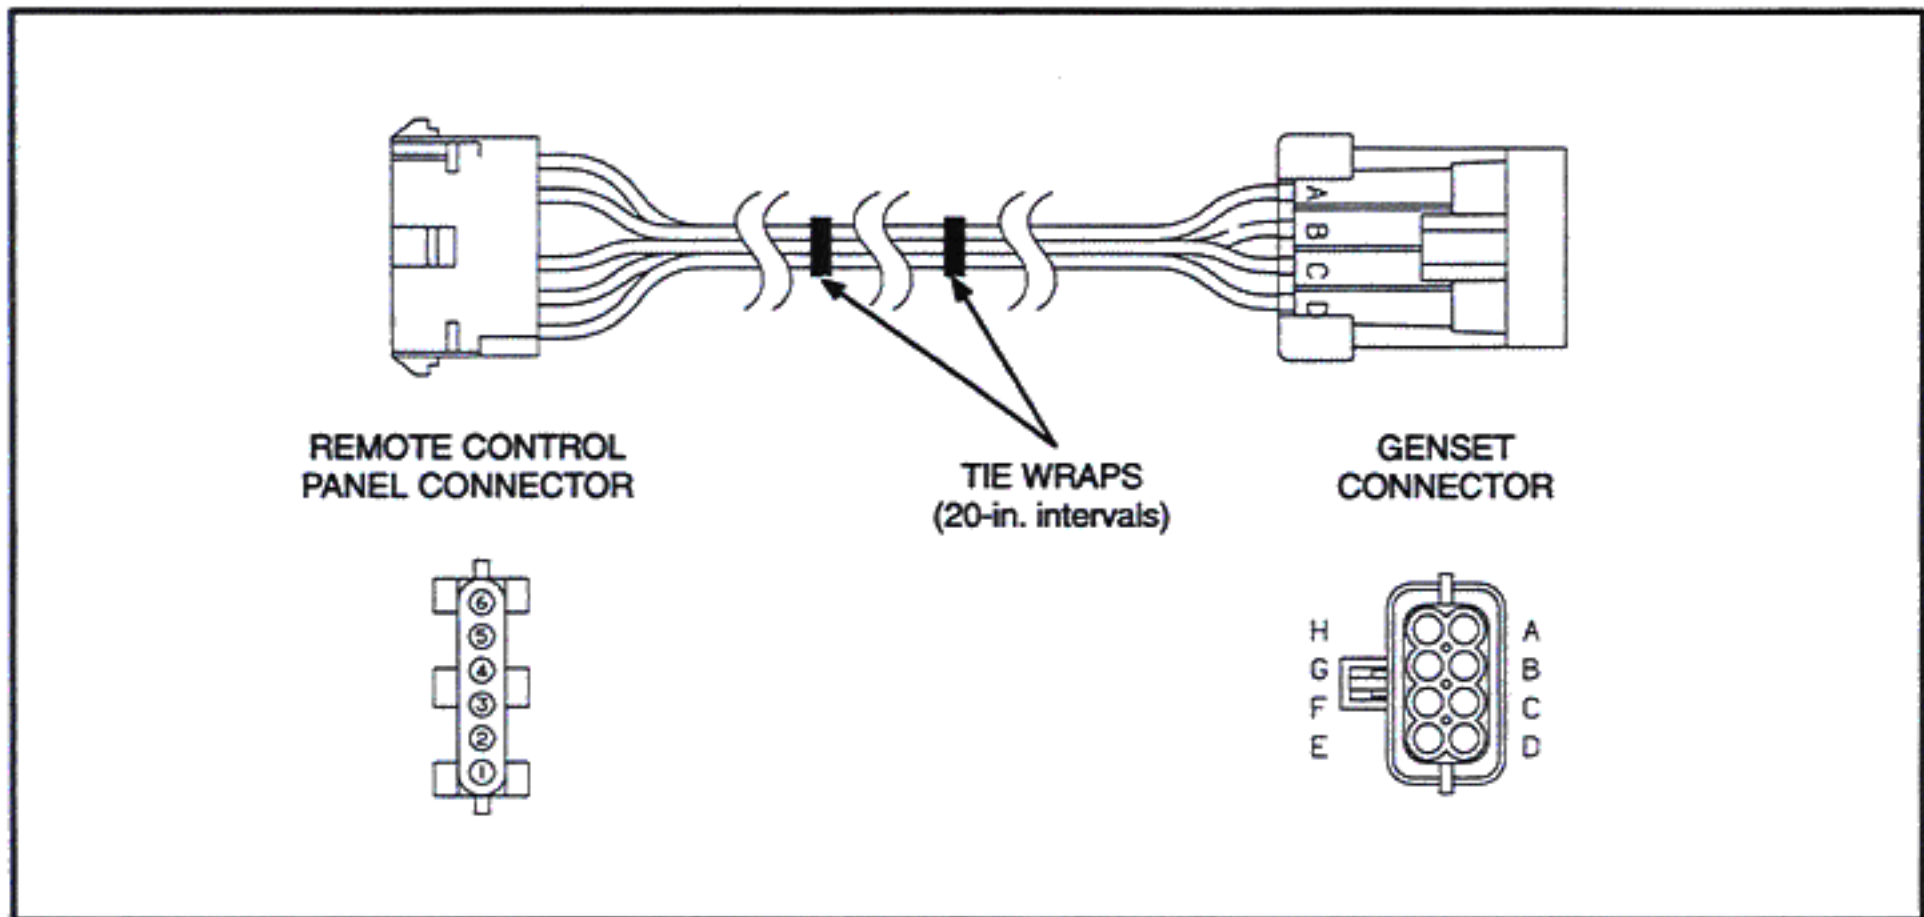 A
B
C
D
REMOTE CONTROL
PANEL CONNECTOR
TIE WRAPS
(20-in. intervals)
GENSET
CONNECTOR
6
5
4
3
2
1
H A
G B
F C
E D